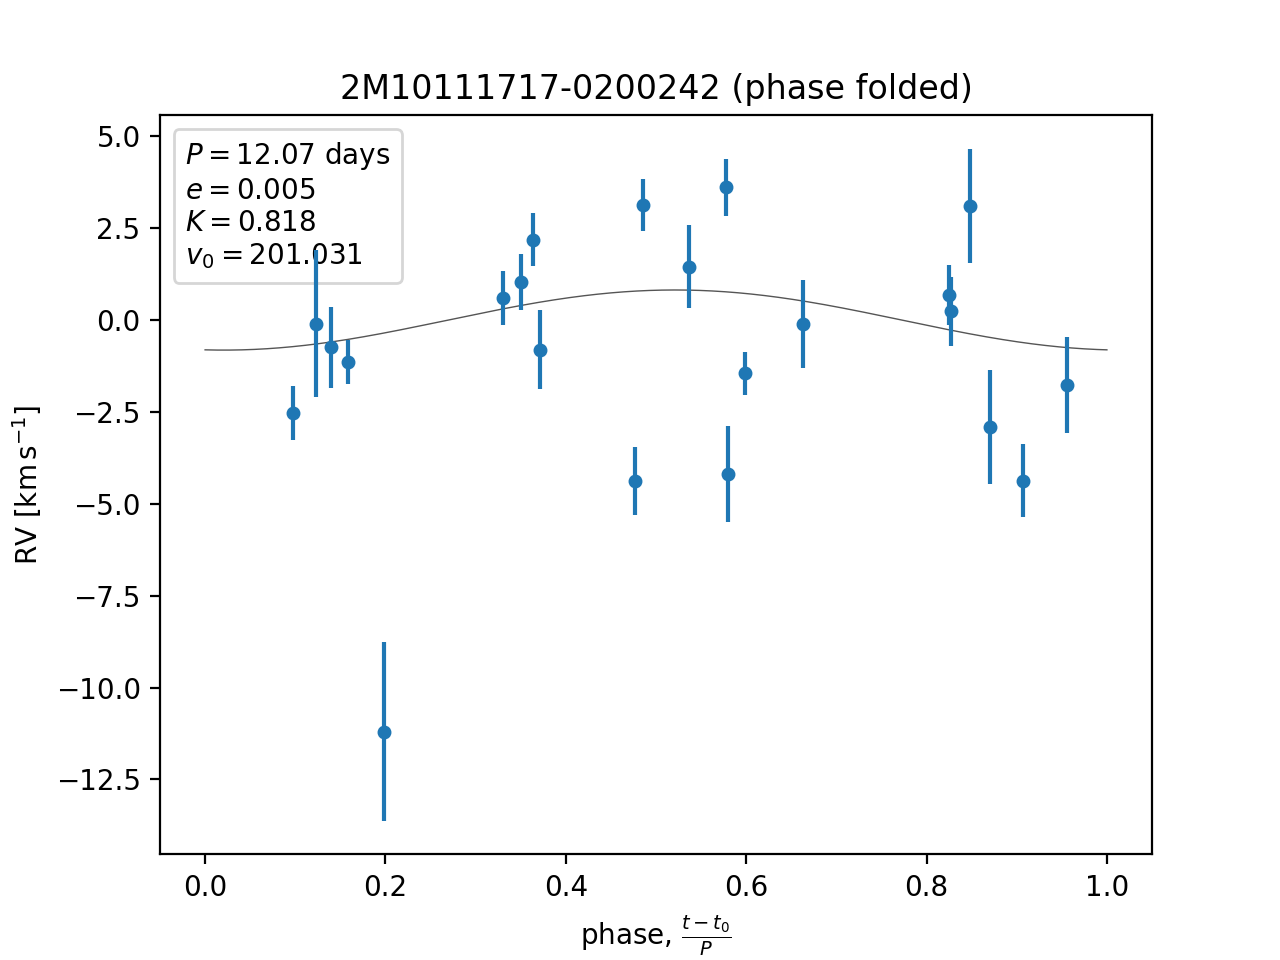 2M10111717-0200242 (phase folded)
P = 12.07 days
e = 0.005
K = 0.818
v₀ = 201.031
5.0
2.5
0.0
−2.5
−5.0
−7.5
−10.0
−12.5
RV [km s⁻¹]
0.0 0.2 0.4 0.6 0.8 1.0
phase, (t − t₀)/P